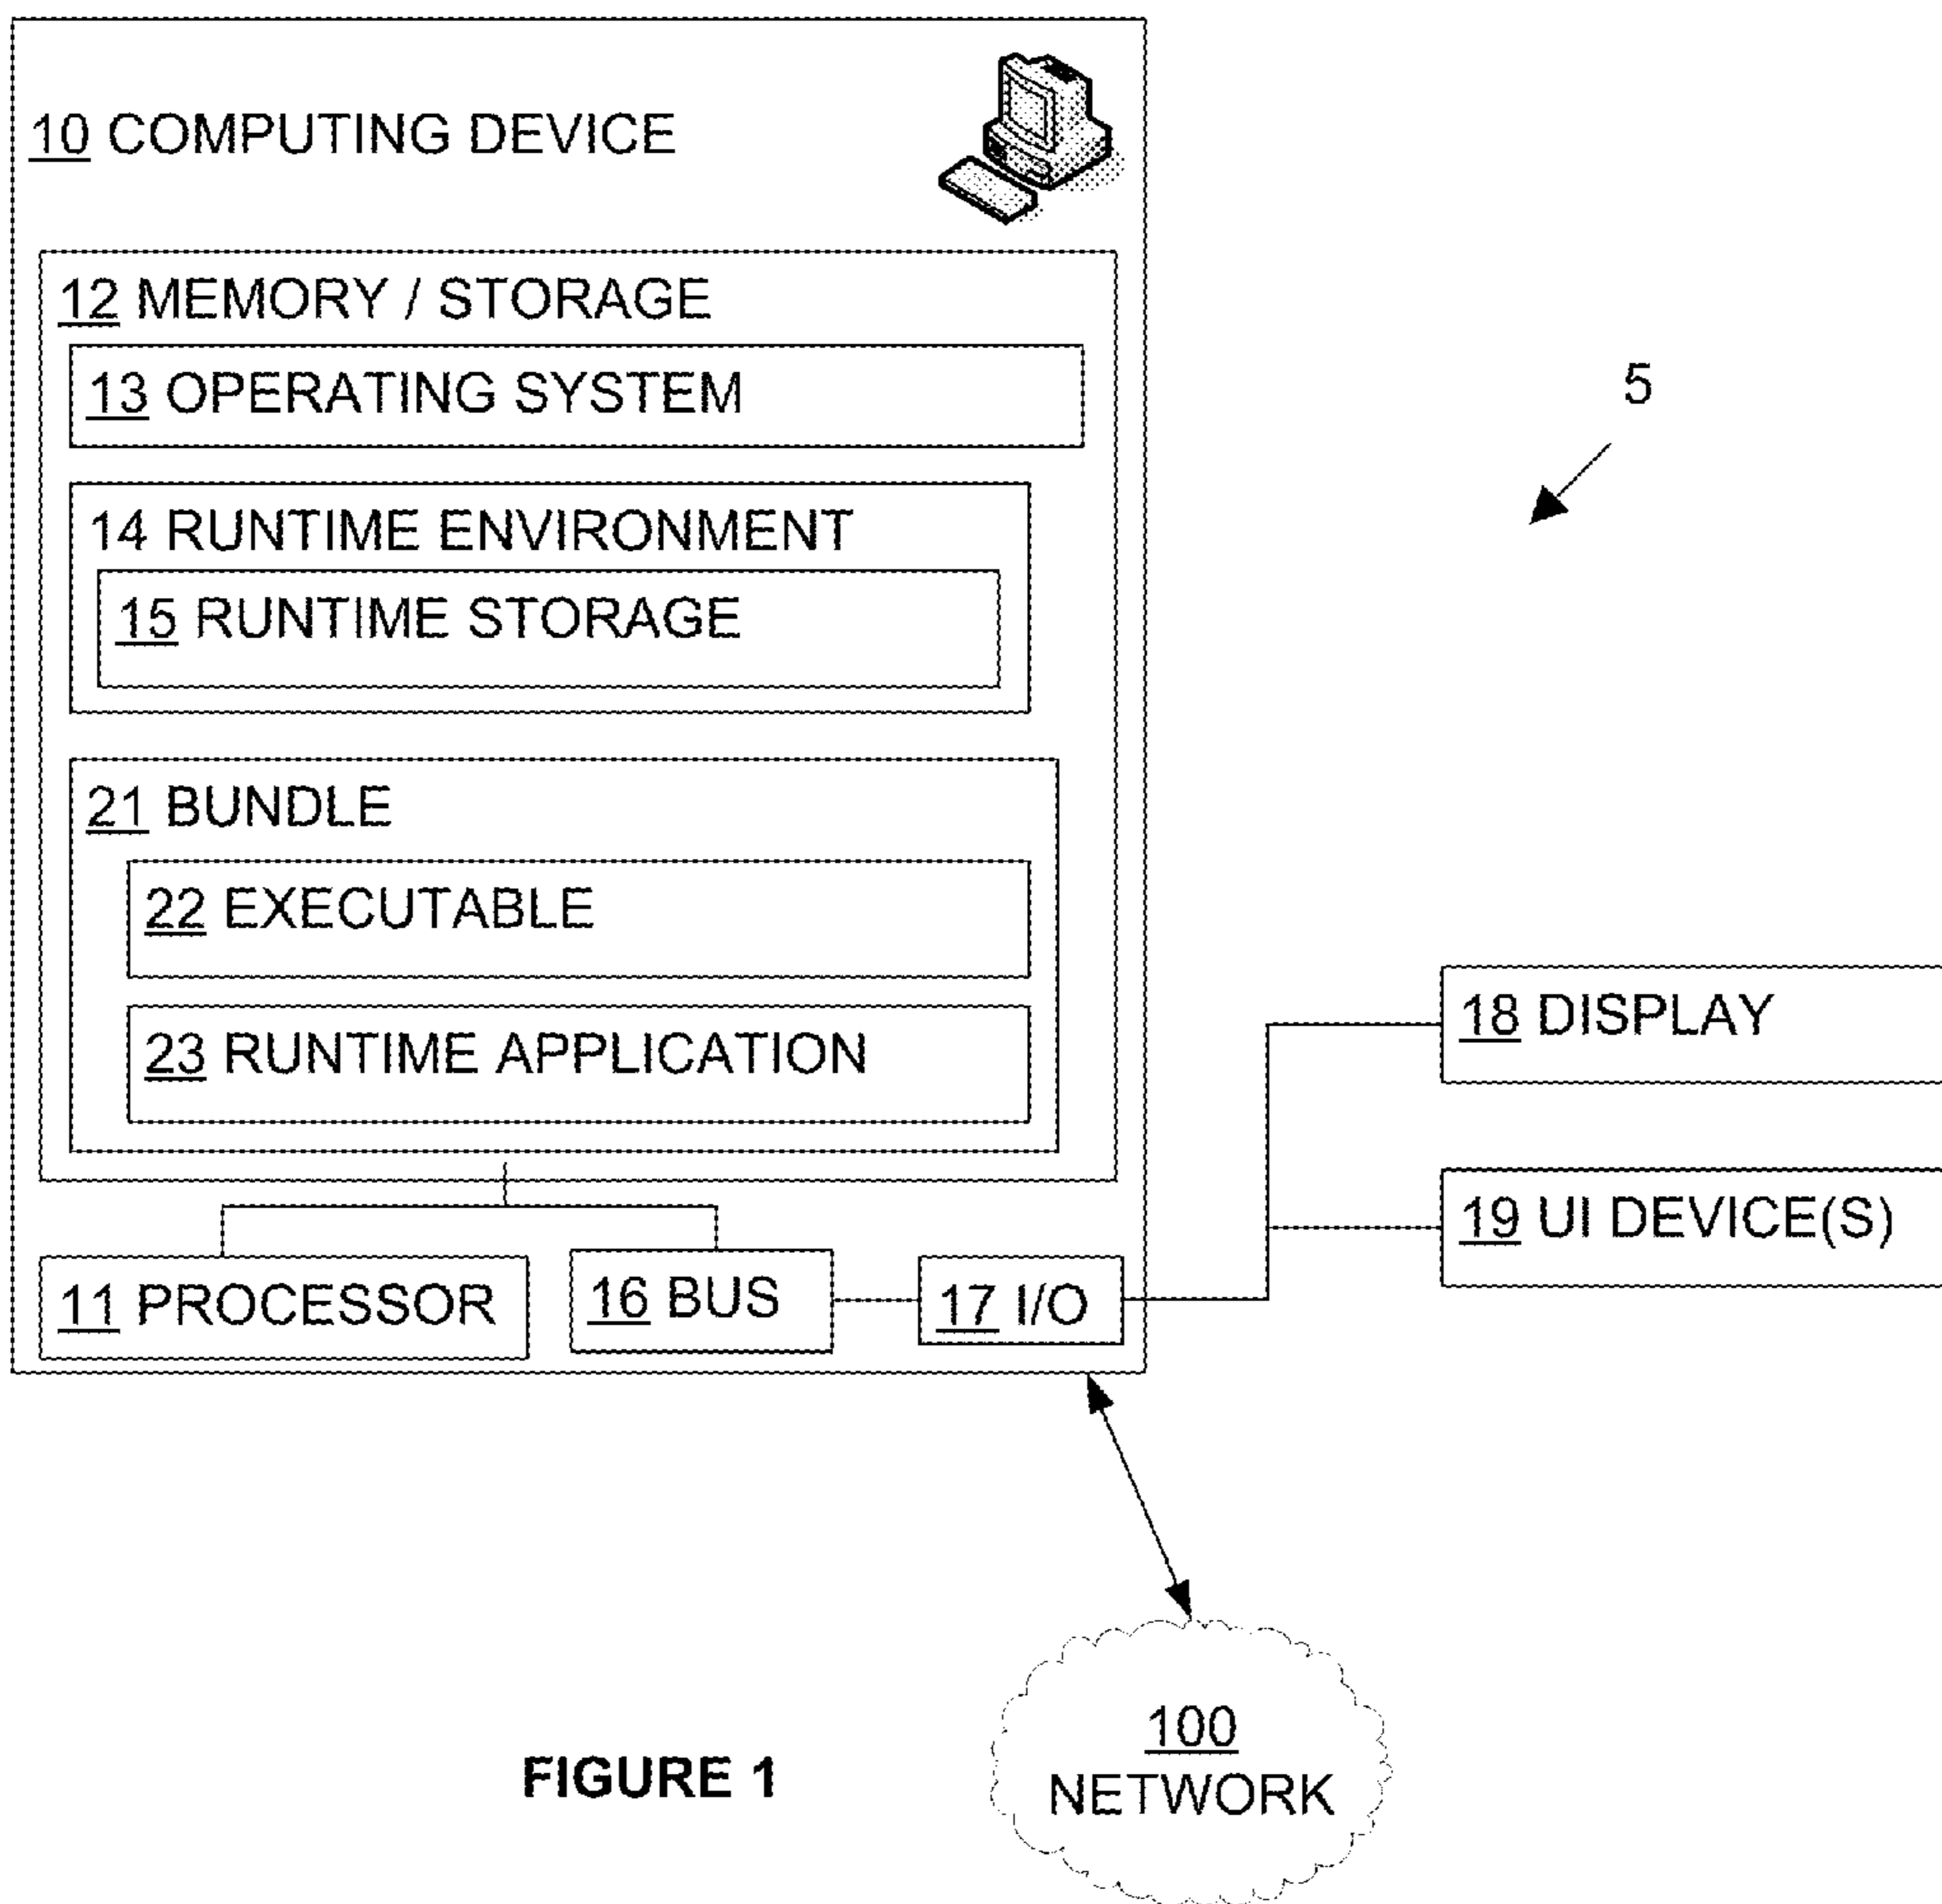 10 COMPUTING DEVICE
12 MEMORY / STORAGE
13 OPERATING SYSTEM
5
14 RUNTIME ENVIRONMENT
15 RUNTIME STORAGE
21 BUNDLE
22 EXECUTABLE
23 RUNTIME APPLICATION
18 DISPLAY
19 UI DEVICE(S)
11 PROCESSOR
16 BUS
17 I/O
100
NETWORK
FIGURE 1